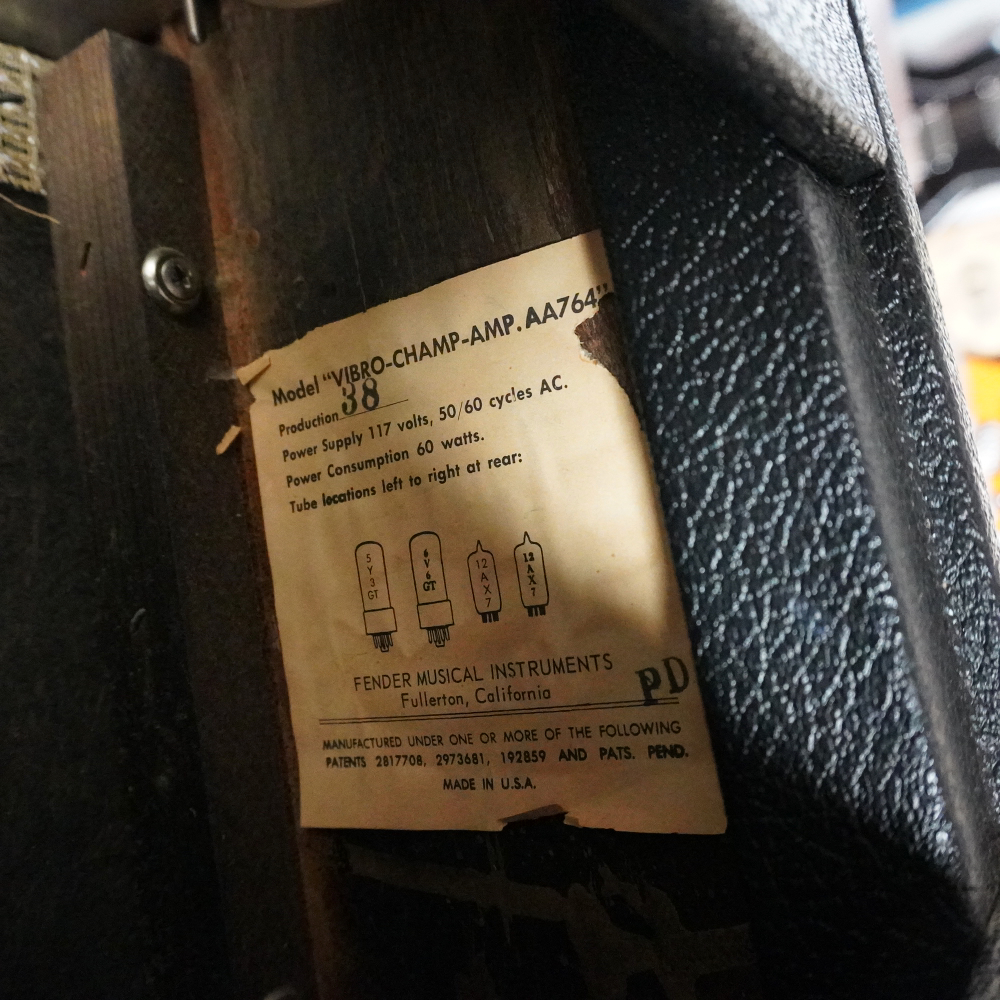 Model “VIBRO-CHAMP-AMP. AA764”
Production 38
Power Supply 117 volts, 50/60 cycles AC.
Power Consumption 60 watts.
Tube locations left to right at rear:
5Y3GT
6V6GT
12AX7
12AX7
FENDER MUSICAL INSTRUMENTS
Fullerton, California
PD
MANUFACTURED UNDER ONE OR MORE OF THE FOLLOWING
PATENTS 2817708, 2973681, 192859 AND PATS. PEND.
MADE IN U.S.A.